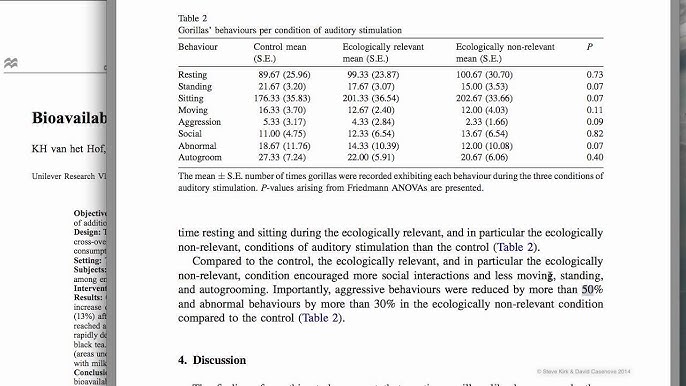 Table 2
Gorillas' behaviours per condition of auditory stimulation
Behaviour Control mean (S.E.) Ecologically relevant mean (S.E.) Ecologically non-relevant mean (S.E.) P
Resting 89.67 (25.96) 99.33 (23.87) 100.67 (30.70) 0.73
Standing 21.67 (3.20) 17.67 (3.07) 15.00 (3.53) 0.07
Sitting 176.33 (35.83) 201.33 (36.54) 202.67 (33.66) 0.07
Moving 16.33 (3.70) 12.67 (2.40) 12.00 (4.03) 0.11
Aggression 5.33 (3.17) 4.33 (2.84) 2.33 (1.66) 0.09
Social 11.00 (4.75) 12.33 (6.54) 13.67 (6.54) 0.82
Abnormal 18.67 (11.76) 14.33 (10.39) 12.00 (10.08) 0.07
Autogroom 27.33 (7.24) 22.00 (5.91) 20.67 (6.06) 0.40
The mean ± S.E. number of times gorillas were recorded exhibiting each behaviour during the three conditions of
auditory stimulation. P-values arising from Friedmann ANOVAs are presented.
time resting and sitting during the ecologically relevant, and in particular the ecologically
non-relevant, conditions of auditory stimulation than the control (Table 2).
Compared to the control, the ecologically relevant, and in particular the ecologically
non-relevant, condition encouraged more social interactions and less moving, standing,
and autogrooming. Importantly, aggressive behaviours were reduced by more than 50%
and abnormal behaviours by more than 30% in the ecologically non-relevant condition
compared to the control (Table 2).
4. Discussion
© Steve Kirk & David Casanova 2014
Bioavailab
KH van het Hof,
Unilever Research Vl
Objectiv
of additio
Design: T
cross-ove
consumpt
Setting: T
Subjects:
among en
Intervent
Results: C
increase o
(13%) aft
reached a
rapidly de
black tea.
(areas und
with milk
Conclusio
bioavailab